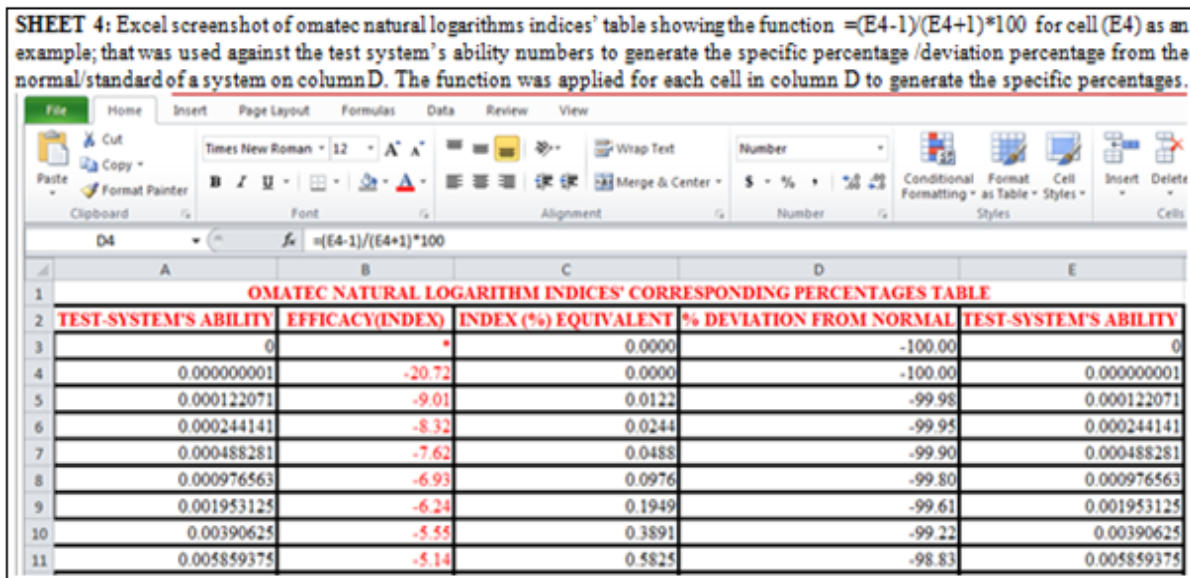 SHEET 4: Excel screenshot of omatec natural logarithms indices' table showing the function =(E4-1)/(E4+1)*100 for cell (E4) as an
example; that was used against the test system's ability numbers to generate the specific percentage /deviation percentage from the
normal/standard of a system on column D. The function was applied for each cell in column D to generate the specific percentages.
File Home Insert Page Layout Formulas Data Review View
Cut
Copy
Format Painter
Paste
Clipboard
Times New Roman 12 A A
B I U A
Font
Wrap Text
Merge & Center
Alignment
Number
$ % ,
Number
Conditional Formatting
Format as Table
Cell Styles
Styles
Insert Delete
Cells
D4 fx =(E4-1)/(E4+1)*100
A B C D E
1 OMATEC NATURAL LOGARITHM INDICES' CORRESPONDING PERCENTAGES TABLE
2 TEST-SYSTEM'S ABILITY EFFICACY(INDEX) INDEX (%) EQUIVALENT % DEVIATION FROM NORMAL TEST-SYSTEM'S ABILITY
3 0 * 0.0000 -100.00 0
4 0.000000001 -20.72 0.0000 -100.00 0.000000001
5 0.000122071 -9.01 0.0122 -99.98 0.000122071
6 0.000244141 -8.32 0.0244 -99.95 0.000244141
7 0.000488281 -7.62 0.0488 -99.90 0.000488281
8 0.000976563 -6.93 0.0976 -99.80 0.000976563
9 0.001953125 -6.24 0.1949 -99.61 0.001953125
10 0.00390625 -5.55 0.3891 -99.22 0.00390625
11 0.005859375 -5.14 0.5825 -98.83 0.005859375